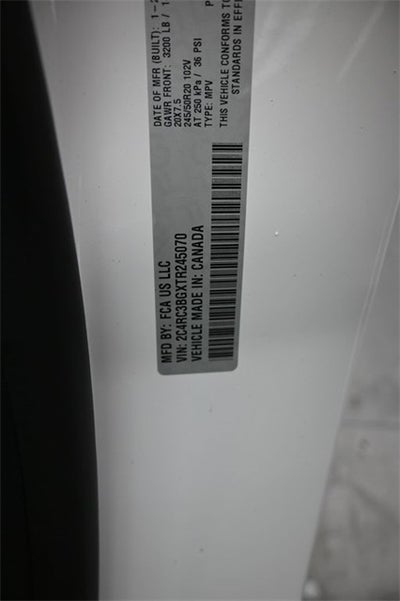 MFD BY: FCA US LLC
VIN: 2C4RC3BGXTR245070
VEHICLE MADE IN: CANADA
DATE OF MFR (BUILT): 1-2
GAWR FRONT: 3200 LB / 1
20X7.5
245/50R20 102V
AT 250 kPa / 36 PSI
TYPE: MPV
THIS VEHICLE CONFORMS TO
STANDARDS IN EFFE